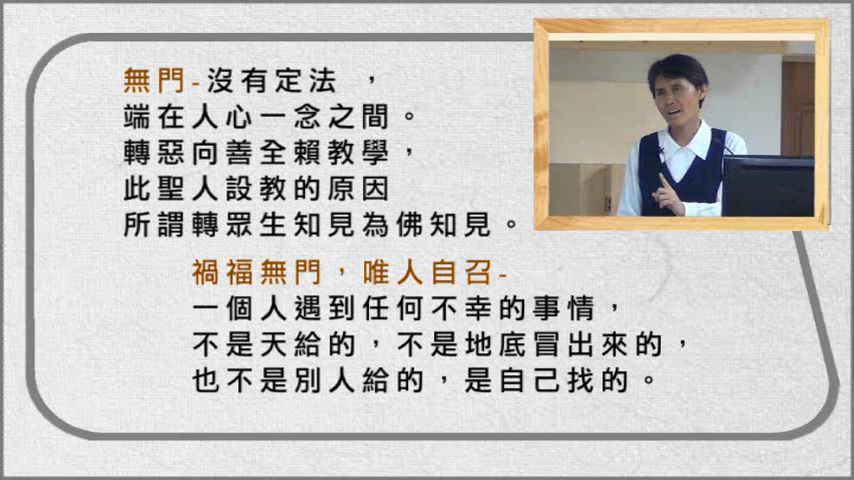 無門-沒有定法 ，
端在人心一念之間。
轉惡向善全賴教學，
此聖人設教的原因
所謂轉眾生知見為佛知見。
禍福無門，唯人自召-
一個人遇到任何不幸的事情，
不是天給的，不是地底冒出來的，
也不是別人給的，是自己找的。